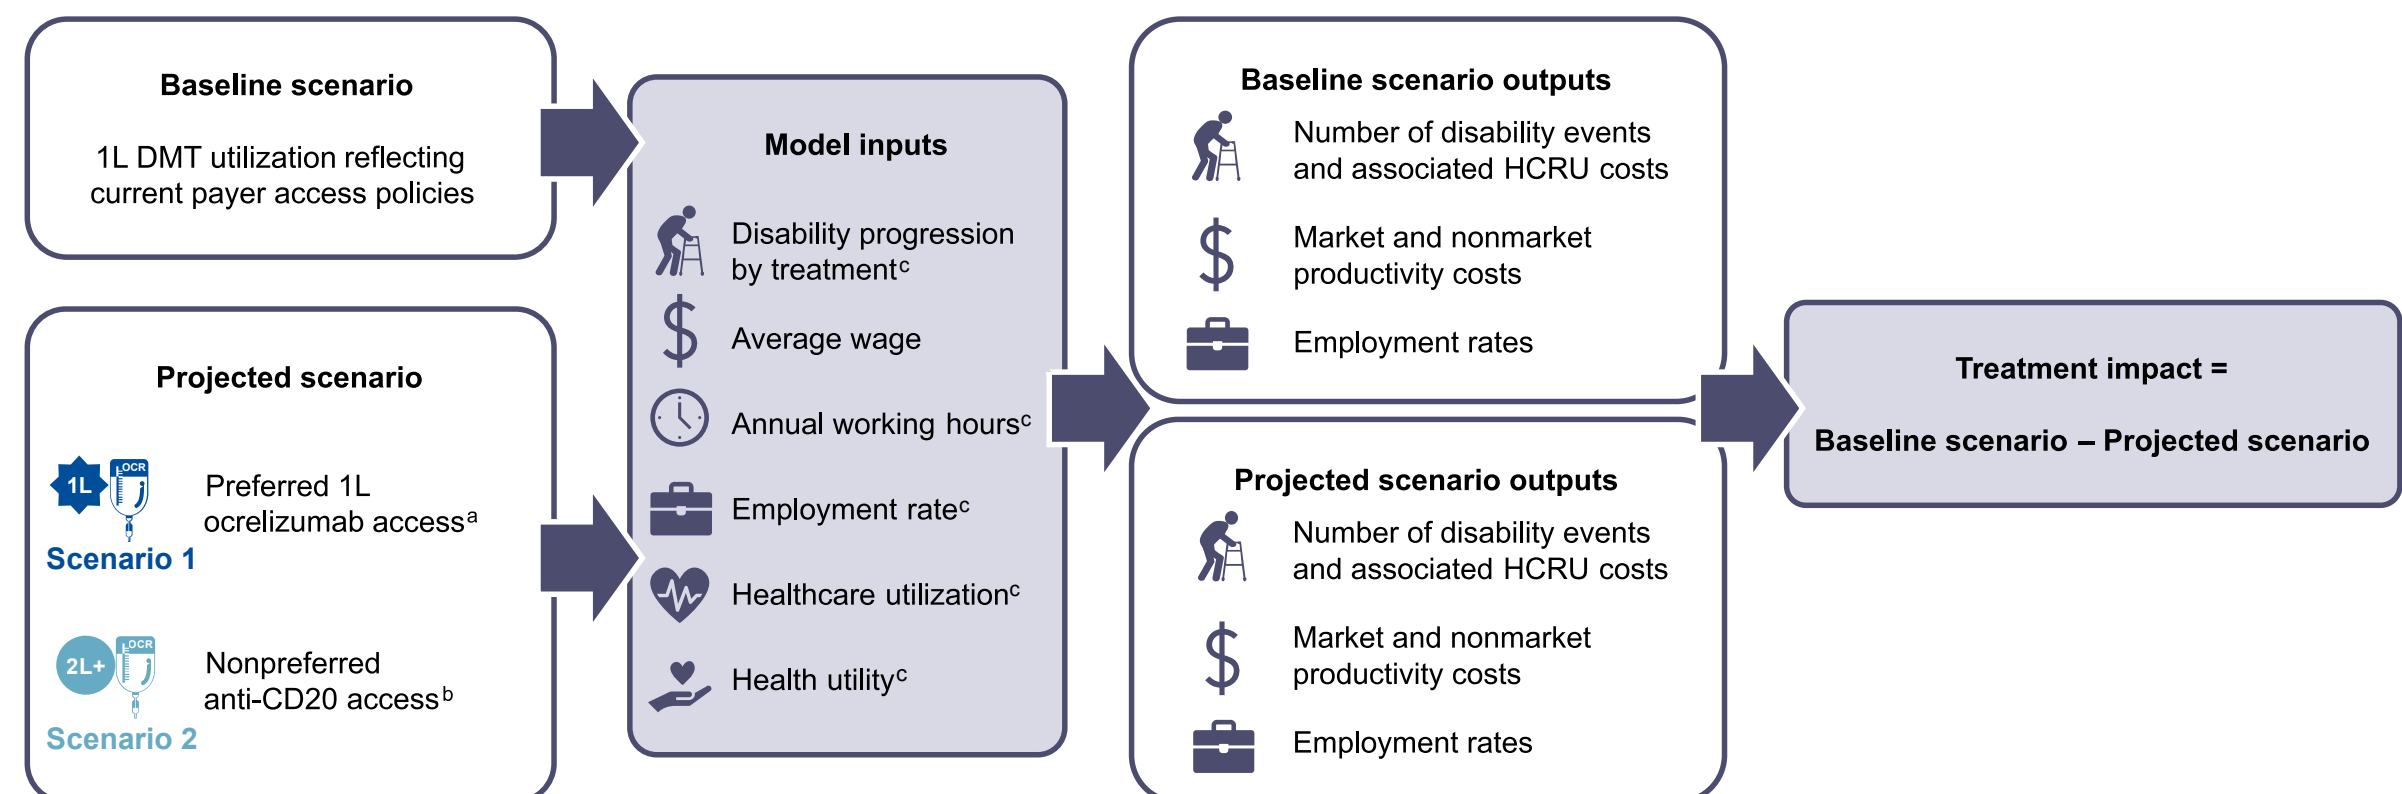 Baseline scenario
1L DMT utilization reflecting
current payer access policies
Projected scenario
1L
OCR
Preferred 1L
ocrelizumab accessᵃ
Scenario 1
2L+
OCR
Nonpreferred
anti-CD20 accessᵇ
Scenario 2
Model inputs
Disability progression
by treatmentᶜ
Average wage
Annual working hoursᶜ
Employment rateᶜ
Healthcare utilizationᶜ
Health utilityᶜ
Baseline scenario outputs
Number of disability events
and associated HCRU costs
Market and nonmarket
productivity costs
Employment rates
Projected scenario outputs
Number of disability events
and associated HCRU costs
Market and nonmarket
productivity costs
Employment rates
Treatment impact =
Baseline scenario – Projected scenario